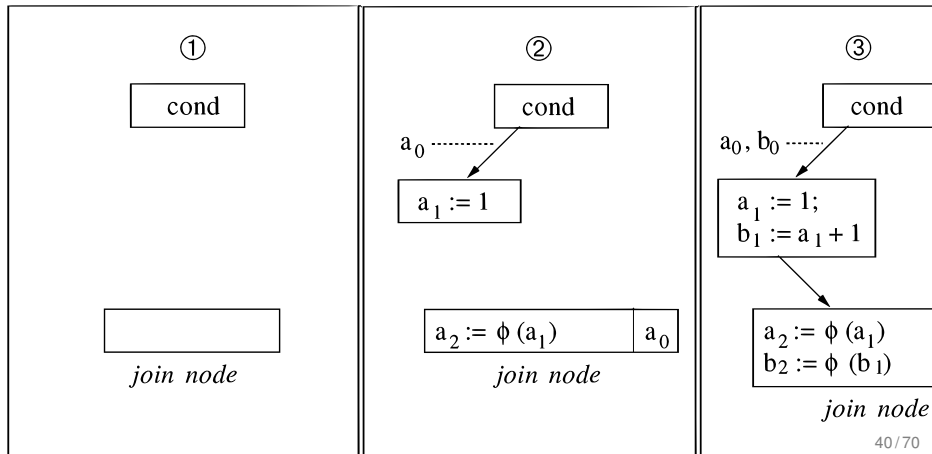 ①
cond
join node
②
cond
a₀
a₁ := 1
a₂ := ϕ (a₁)
a₀
join node
③
cond
a₀, b₀
a₁ := 1;
b₁ := a₁ + 1
a₂ := ϕ (a₁)
b₂ := ϕ (b₁)
join node
40 / 70